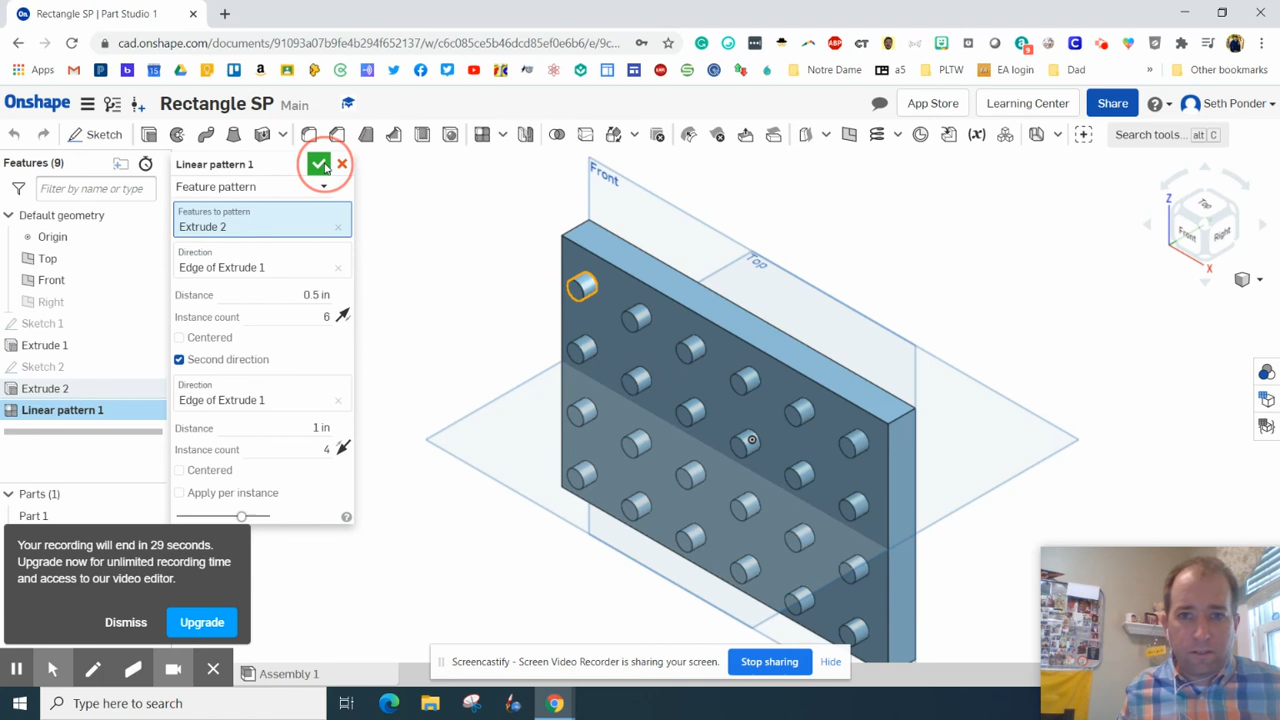 On Rectangle SP | Part Studio 1
cad.onshape.com/documents/91093a07b9fe4b294f4565517/w/c6c085ce5b46dcd85ef0e6b6/e/9c...
Apps
Notre Dame
a5
PLTW
EA login
Dad
»
Other bookmarks
Onshape
Rectangle SP Main
App Store
Learning Center
Share
Seth Ponder
Sketch
Search tools... alt C
Features (9)
Filter by name or type
Default geometry
Origin
Top
Front
Right
Sketch 1
Extrude 1
Sketch 2
Extrude 2
Linear pattern 1
Parts (1)
Part 1
Linear pattern 1
Feature pattern
Features to pattern
Extrude 2
Direction
Edge of Extrude 1
Distance 0.5 in
Instance count 6
Centered
Second direction
Direction
Edge of Extrude 1
Distance 1 in
Instance count 4
Centered
Apply per instance
Front
Top
Z
Top
Front
Right
X
Your recording will end in 29 seconds.
Upgrade now for unlimited recording time
and access to our video editor.
Dismiss
Upgrade
Assembly 1
Screencastify - Screen Video Recorder is sharing your screen.
Stop sharing
Hide
Type here to search